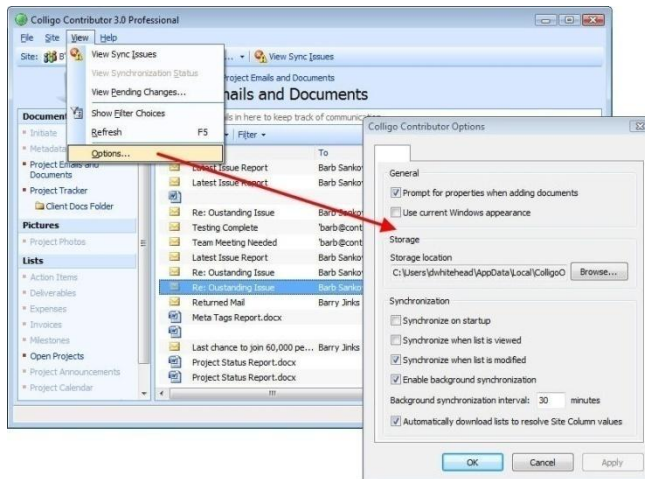 Colligo Contributor 3.0 Professional
File Site View Help
Site: B
View Sync Issues
View Sync Issues
View Synchronization Status
View Pending Changes...
Show Filter Choices
Refresh F5
Options...
Project Emails and Documents
mails and Documents
ils in here to keep track of communication
Filter
To
Documen
Initiate
Metadata
Project Emails and
Documents
Project Tracker
Client Docs Folder
Pictures
Project Photos
Lists
Action Items
Deliverables
Expenses
Invoices
Milestones
Open Projects
Project Announcements
Project Calendar
Latest Issue Report Barb Sanko
Latest Issue Report Barb Sanko
Re: Oustanding Issue Barb Sanko
Testing Complete 'barb@cont
Team Meeting Needed 'barb@cont
Latest Issue Report Barb Sanko
Re: Oustanding Issue Barb Sanko
Re: Oustanding Issue Barb Sanko
Returned Mail Barry Jinks
Meta Tags Report.docx
Last chance to join 60,000 pe... Barry Jinks
Project Status Report.docx
Project Status Report.docx
Colligo Contributor Options
General
Prompt for properties when adding documents
Use current Windows appearance
Storage
Storage location
C:\Users\dwhitehead\AppData\Local\ColligoO Browse...
Synchronization
Synchronize on startup
Synchronize when list is viewed
Synchronize when list is modified
Enable background synchronization
Background synchronization interval: 30 minutes
Automatically download lists to resolve Site Column values
OK Cancel Apply